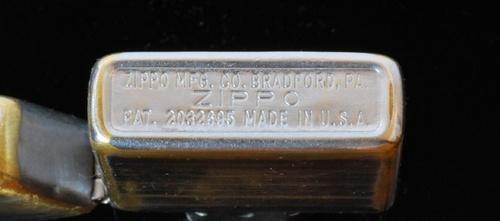 ZIPPO MFG. CO. BRADFORD, PA.
ZIPPO
PAT. 2032695 MADE IN U.S.A.